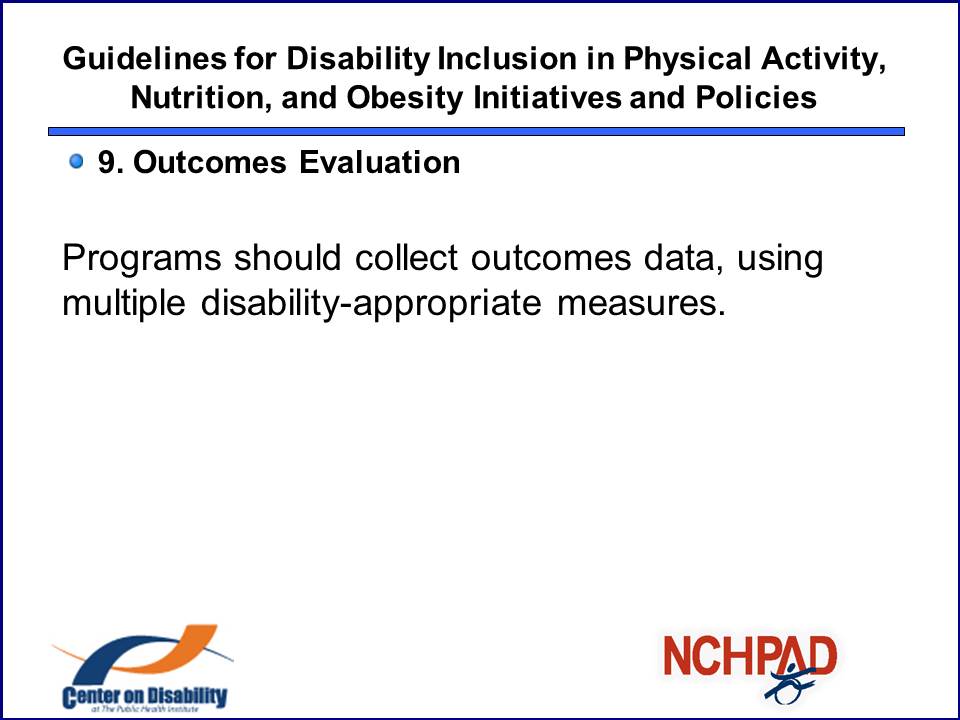 Guidelines for Disability Inclusion in Physical Activity,
Nutrition, and Obesity Initiatives and Policies
9. Outcomes Evaluation
Programs should collect outcomes data, using
multiple disability-appropriate measures.
Center on Disability
at The Public Health Institute
NCHPAD